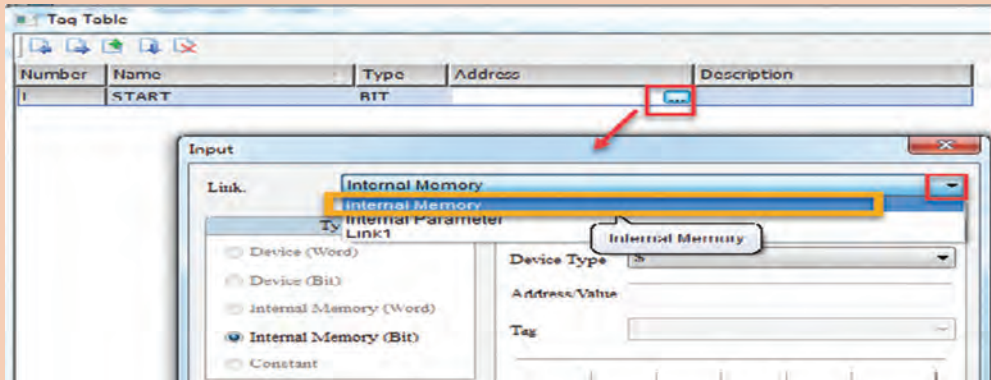 Tag Table
Number Name Type Address Description
1 START BIT ...
Input
Link. Internal Memory
Internal Memory
Internal Parameter
Link1
Internal Memory
Ty
Device (Word)
Device Type $
Device (Bit)
Address/Value
Internal Memory (Word)
Tag
Internal Memory (Bit)
Constant